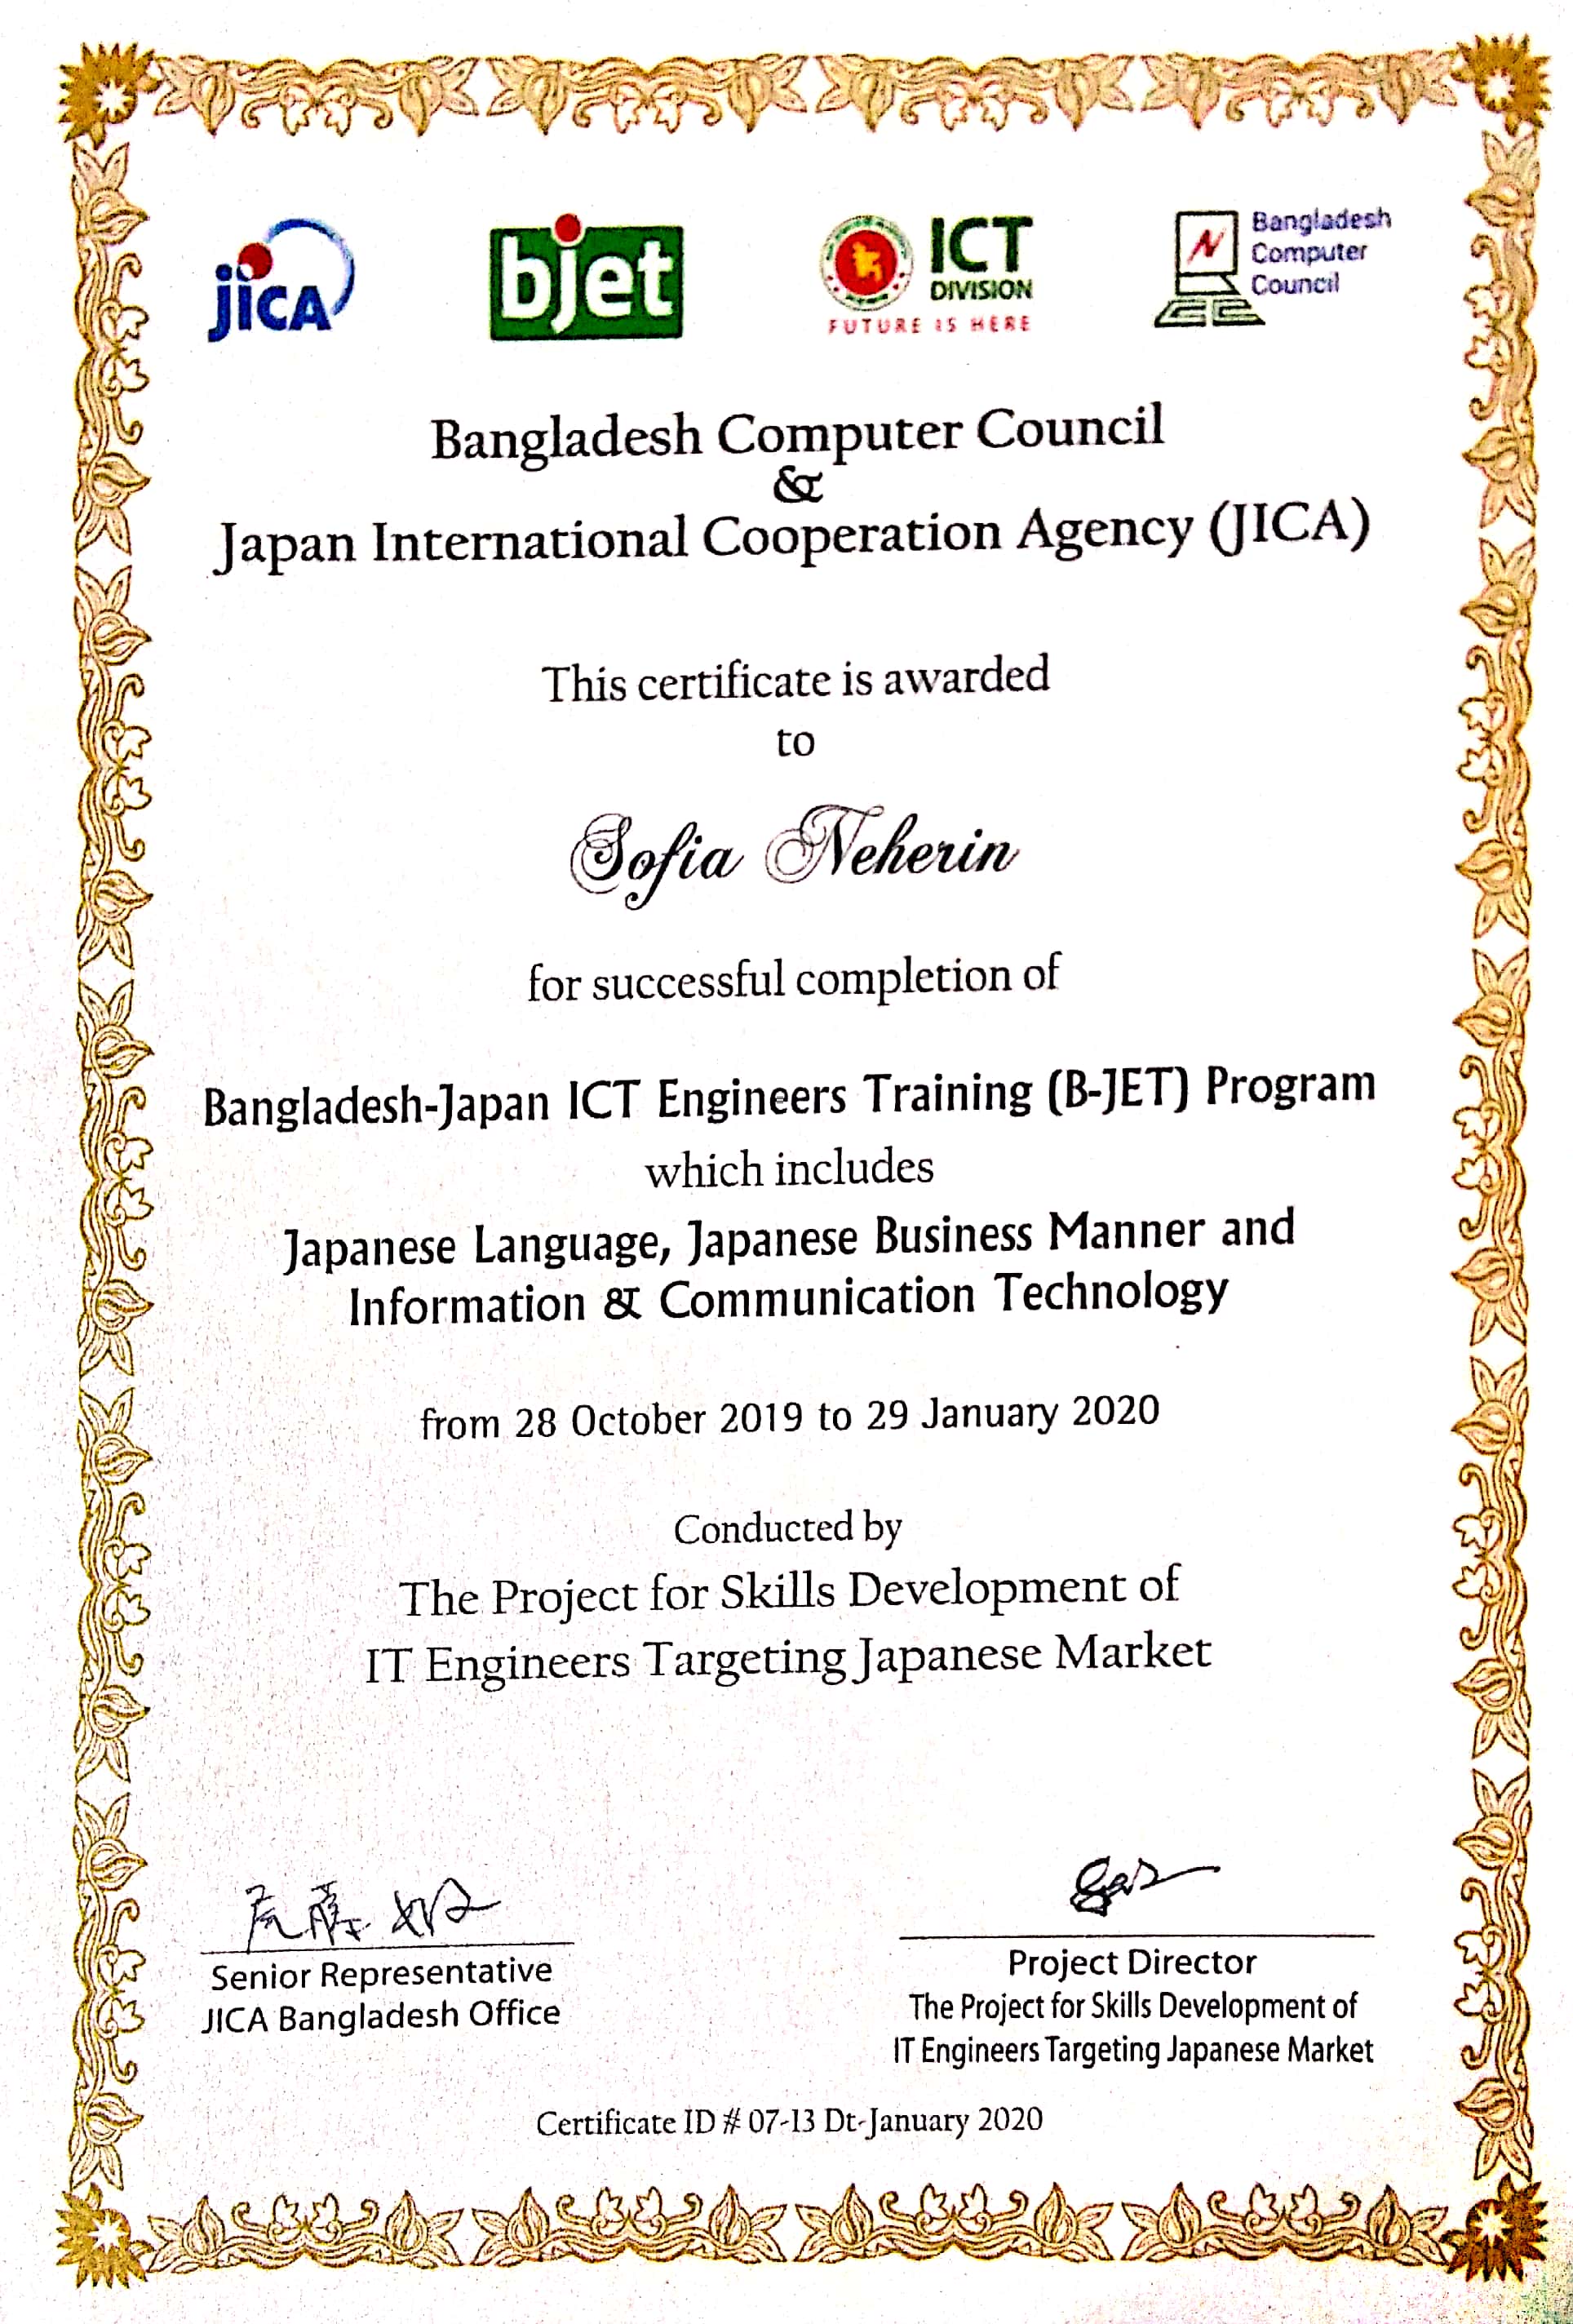 JICA
bjet
ICT
DIVISION
FUTURE IS HERE
Bangladesh
Computer
Council
Bangladesh Computer Council
&
Japan International Cooperation Agency (JICA)
This certificate is awarded
to
Sofia Neherin
for successful completion of
Bangladesh-Japan ICT Engineers Training (B-JET) Program
which includes
Japanese Language, Japanese Business Manner and
Information & Communication Technology
from 28 October 2019 to 29 January 2020
Conducted by
The Project for Skills Development of
IT Engineers Targeting Japanese Market
Senior Representative
JICA Bangladesh Office
Project Director
The Project for Skills Development of
IT Engineers Targeting Japanese Market
Certificate ID # 07-13 Dt-January 2020